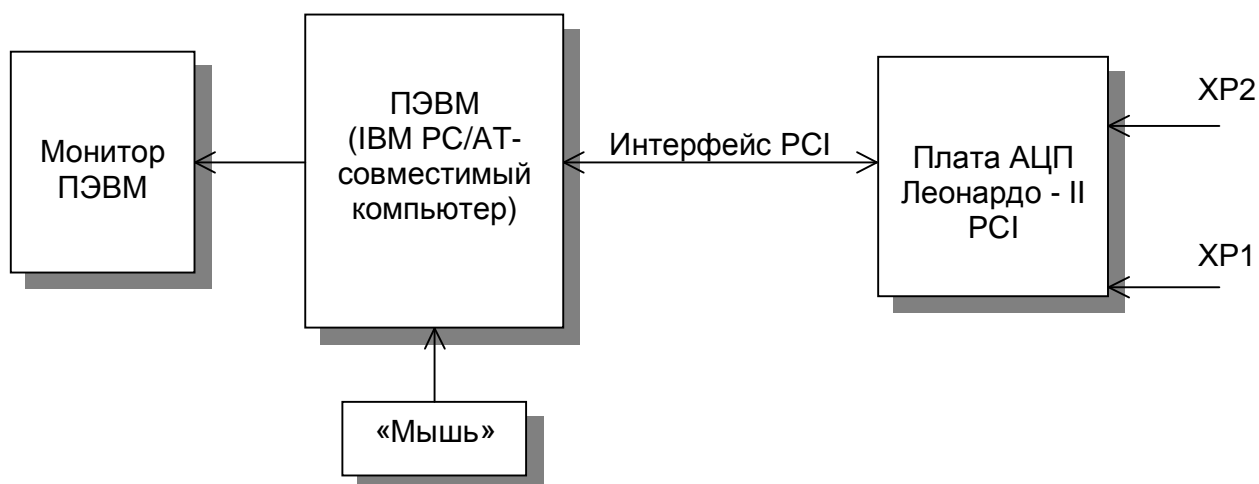 Монитор
ПЭВМ
ПЭВМ
(IBM PC/AT-
совместимый
компьютер)
Интерфейс PCI
Плата АЦП
Леонардо - II
PCI
XP2
XP1
«Мышь»